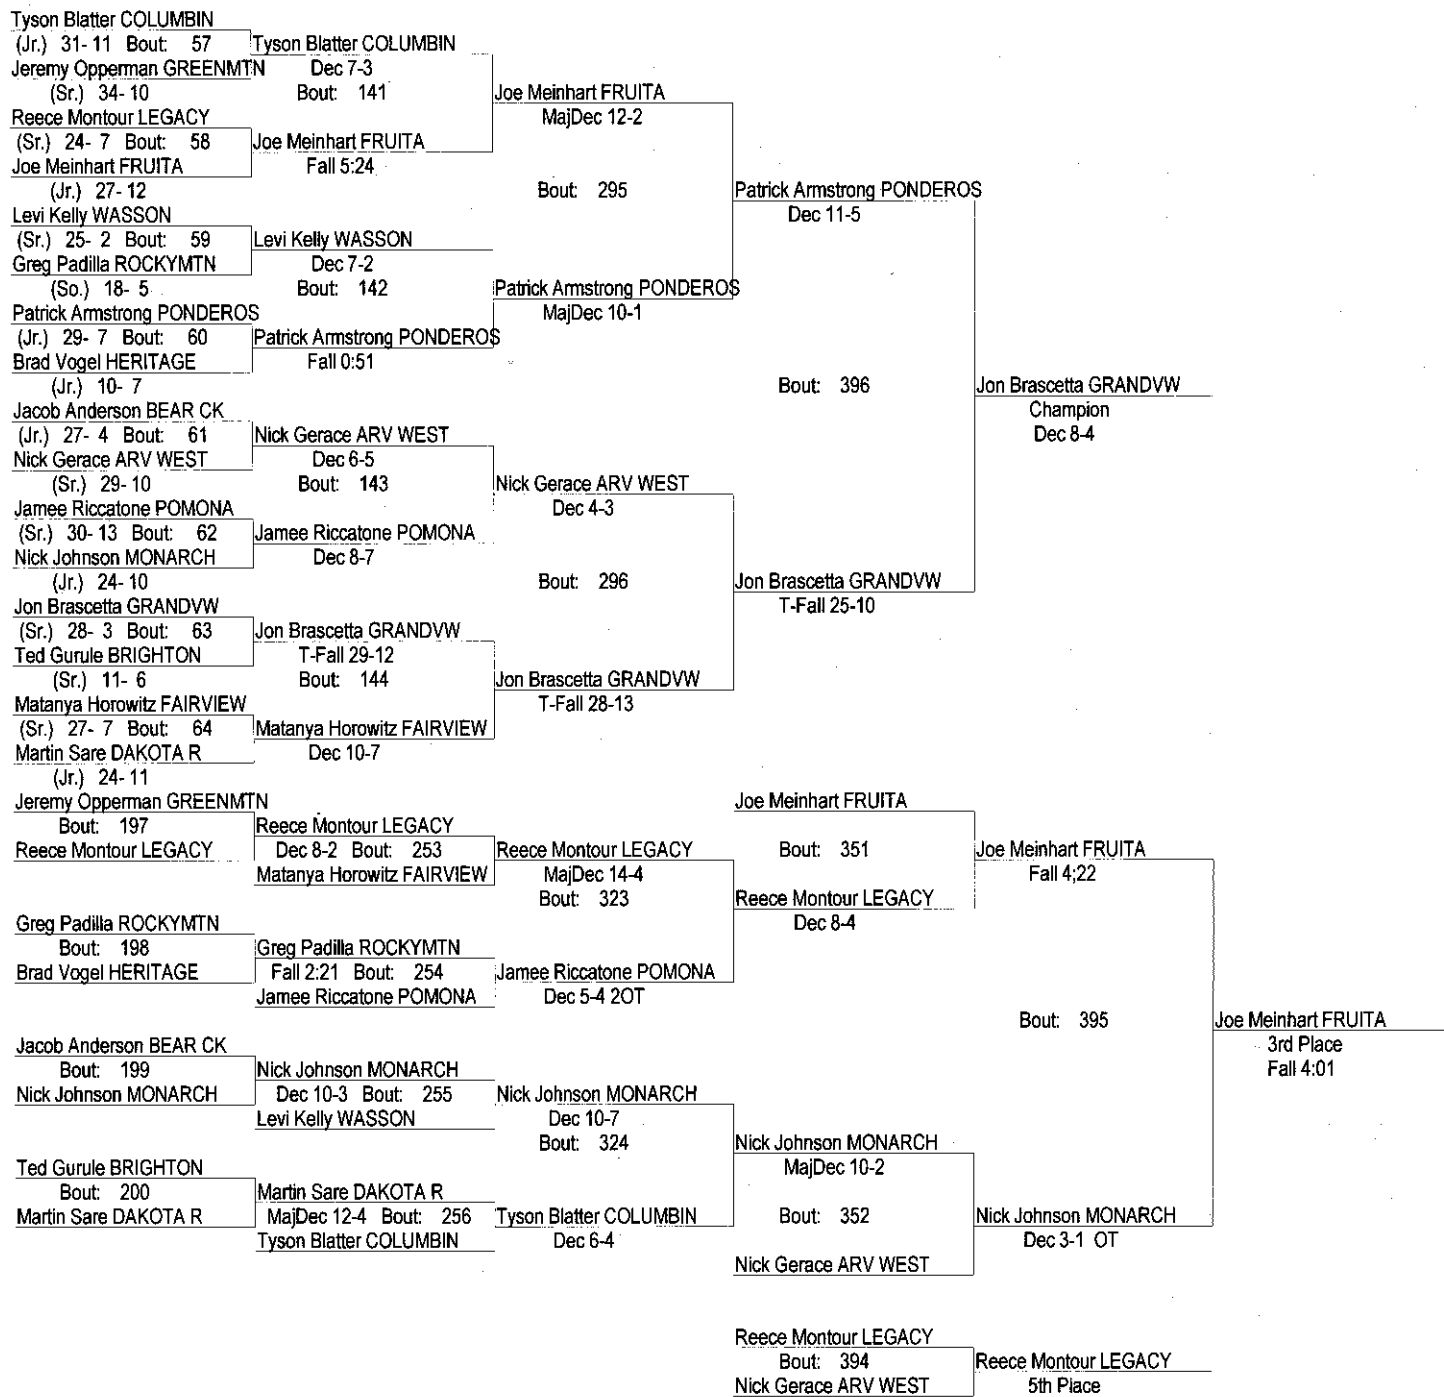 Tyson Blatter COLUMBIN
(Jr.) 31- 11 Bout: 57 Tyson Blatter COLUMBIN
Jeremy Opperman GREENMTN Dec 7-3
(Sr.) 34- 10 Bout: 141 Joe Meinhart FRUITA
Reece Montour LEGACY MajDec 12-2
(Sr.) 24- 7 Bout: 58 Joe Meinhart FRUITA
Joe Meinhart FRUITA Fall 5:24
(Jr.) 27- 12 Bout: 295 Patrick Armstrong PONDEROS
Levi Kelly WASSON Dec 11-5
(Sr.) 25- 2 Bout: 59 Levi Kelly WASSON
Greg Padilla ROCKYMTN Dec 7-2
(So.) 18- 5 Bout: 142 Patrick Armstrong PONDEROS
Patrick Armstrong PONDEROS MajDec 10-1
(Jr.) 29- 7 Bout: 60 Patrick Armstrong PONDEROS
Brad Vogel HERITAGE Fall 0:51
(Jr.) 10- 7 Bout: 396 Jon Brascetta GRANDVW
Jacob Anderson BEAR CK Champion
(Jr.) 27- 4 Bout: 61 Nick Gerace ARV WEST Dec 8-4
Nick Gerace ARV WEST Dec 6-5
(Sr.) 29- 10 Bout: 143 Nick Gerace ARV WEST
Jamee Riccatone POMONA Dec 4-3
(Sr.) 30- 13 Bout: 62 Jamee Riccatone POMONA
Nick Johnson MONARCH Dec 8-7
(Jr.) 24- 10 Bout: 296 Jon Brascetta GRANDVW
Jon Brascetta GRANDVW T-Fall 25-10
(Sr.) 28- 3 Bout: 63 Jon Brascetta GRANDVW
Ted Gurule BRIGHTON T-Fall 29-12
(Sr.) 11- 6 Bout: 144 Jon Brascetta GRANDVW
Matanya Horowitz FAIRVIEW T-Fall 28-13
(Sr.) 27- 7 Bout: 64 Matanya Horowitz FAIRVIEW
Martin Sare DAKOTA R Dec 10-7
(Jr.) 24- 11
Jeremy Opperman GREENMTN Joe Meinhart FRUITA
Bout: 197 Reece Montour LEGACY
Reece Montour LEGACY Dec 8-2 Bout: 253 Reece Montour LEGACY Bout: 351 Joe Meinhart FRUITA
Matanya Horowitz FAIRVIEW MajDec 14-4 Fall 4;22
Bout: 323 Reece Montour LEGACY
Greg Padilla ROCKYMTN Dec 8-4
Bout: 198 Greg Padilla ROCKYMTN
Brad Vogel HERITAGE Fall 2:21 Bout: 254 Jamee Riccatone POMONA
Jamee Riccatone POMONA Dec 5-4 2OT
Bout: 395 Joe Meinhart FRUITA
Jacob Anderson BEAR CK 3rd Place
Bout: 199 Nick Johnson MONARCH Fall 4:01
Nick Johnson MONARCH Dec 10-3 Bout: 255 Nick Johnson MONARCH
Levi Kelly WASSON Dec 10-7
Bout: 324 Nick Johnson MONARCH
Ted Gurule BRIGHTON MajDec 10-2
Bout: 200 Martin Sare DAKOTA R
Martin Sare DAKOTA R MajDec 12-4 Bout: 256 Tyson Blatter COLUMBIN Bout: 352 Nick Johnson MONARCH
Tyson Blatter COLUMBIN Dec 6-4 Dec 3-1 OT
Nick Gerace ARV WEST
Reece Montour LEGACY
Bout: 394 Reece Montour LEGACY
Nick Gerace ARV WEST 5th Place